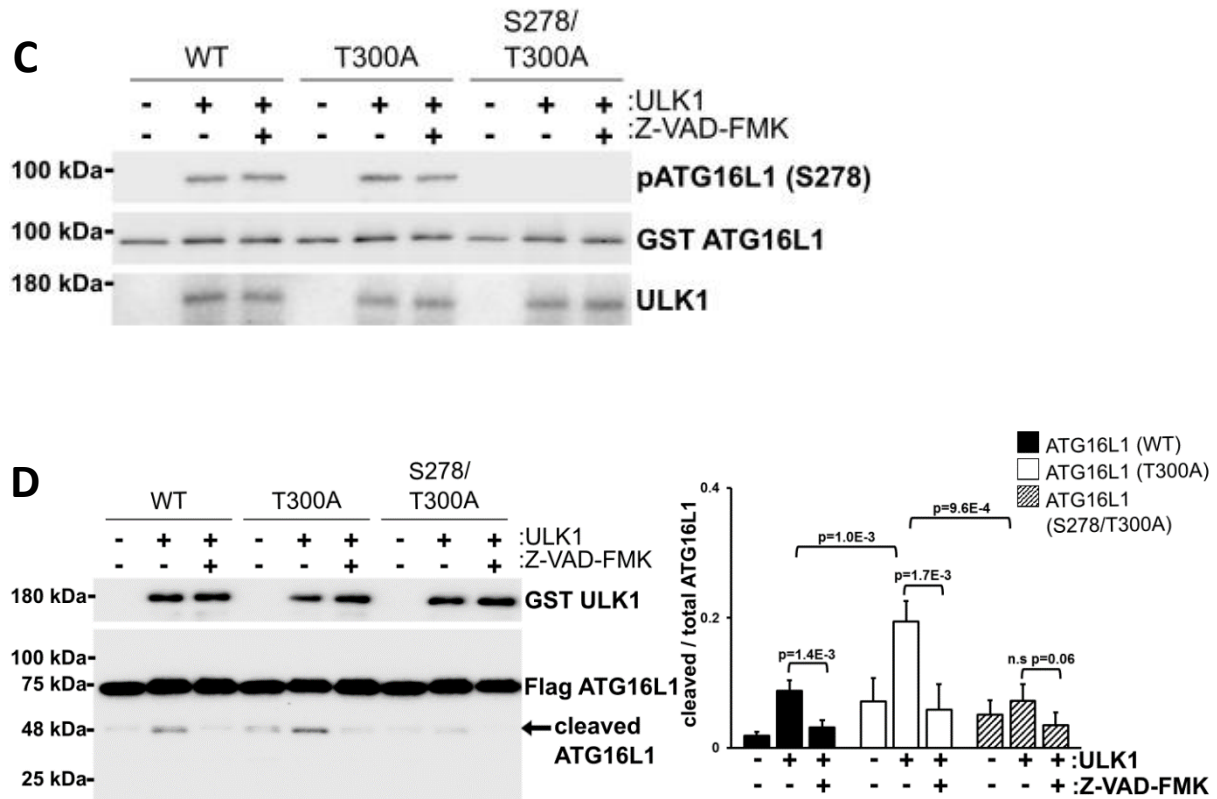 C
WT T300A S278/
T300A
- + + - + + - + + :ULK1
- - + - - + - - + :Z-VAD-FMK
100 kDa- pATG16L1 (S278)
100 kDa- GST ATG16L1
180 kDa- ULK1
D
WT T300A S278/
T300A
- + + - + + - + + :ULK1
- - + - - + - - + :Z-VAD-FMK
180 kDa- GST ULK1
100 kDa-
75 kDa- Flag ATG16L1
48 kDa- cleaved
ATG16L1
25 kDa-
ATG16L1 (WT)
ATG16L1 (T300A)
ATG16L1
(S278/T300A)
cleaved / total ATG16L1
0.4
0.2
0
p=9.6E-4
p=1.0E-3
p=1.7E-3
p=1.4E-3
n.s p=0.06
- + + - + + - + + :ULK1
- - + - - + - - + :Z-VAD-FMK